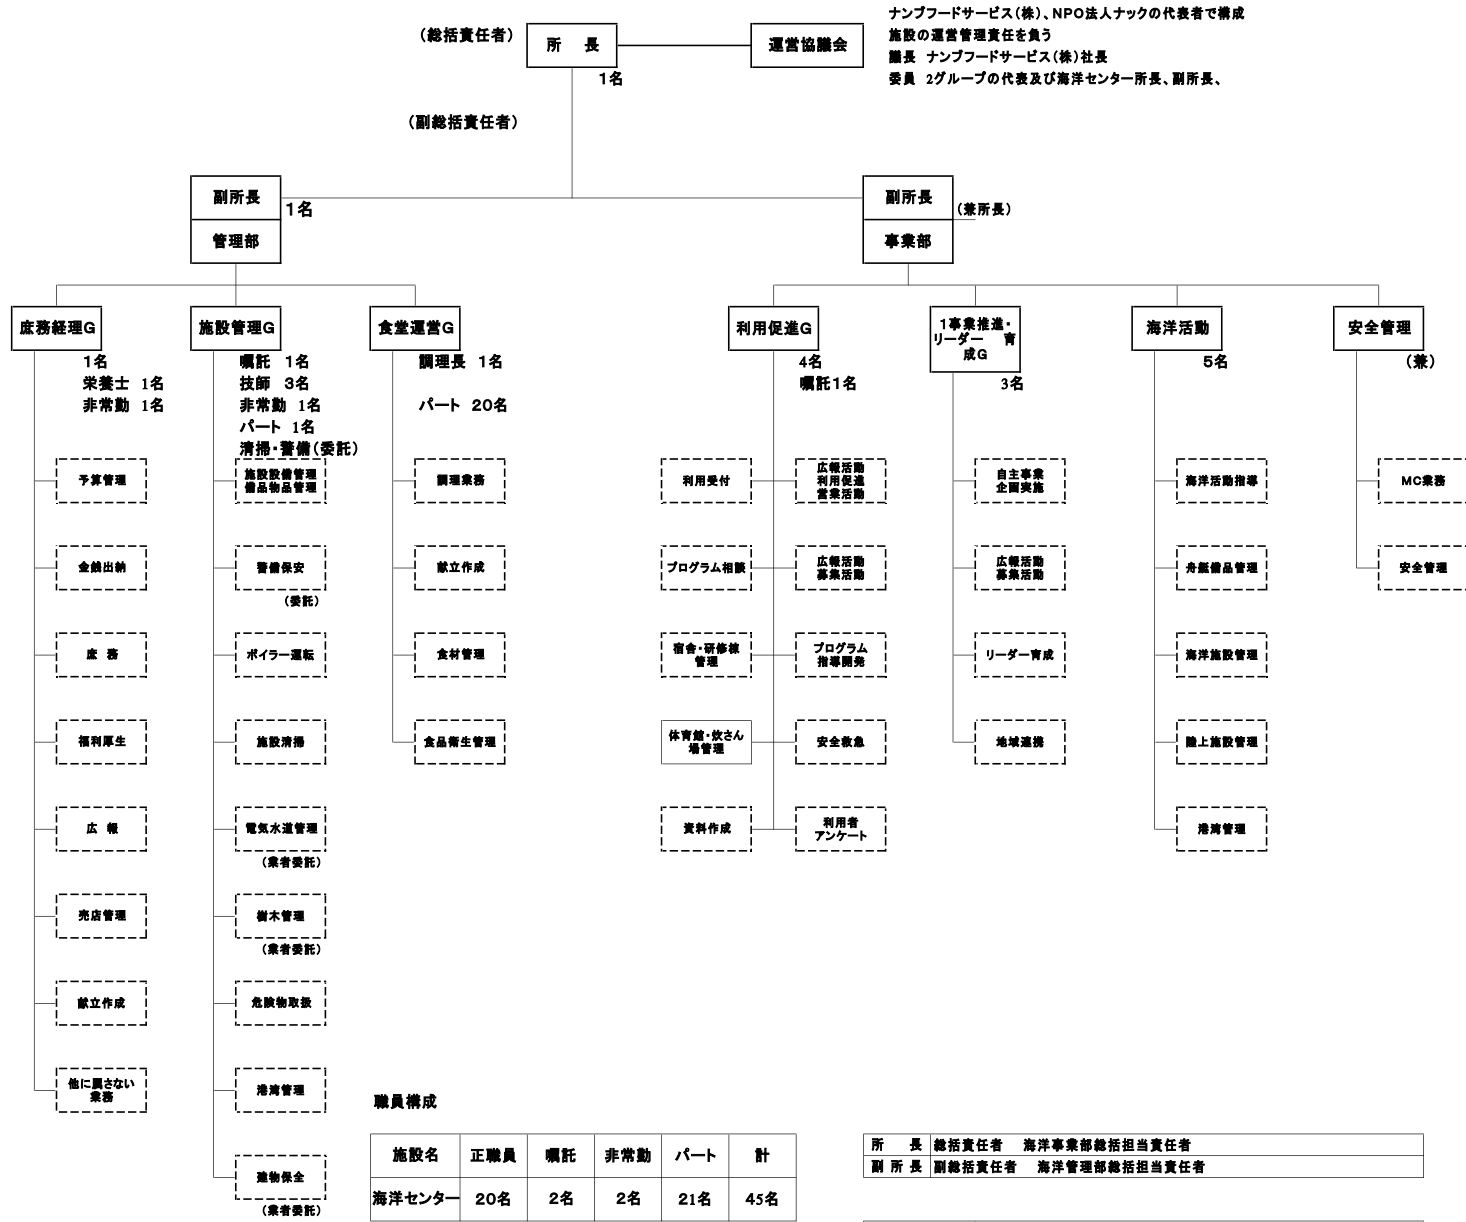 ナンブフードサービス(株)、NPO法人ナックの代表者で構成
(総括責任者)
所　長
運営協議会
施設の運営管理責任を負う
議長　ナンブフードサービス(株)社長
1名
委員　2グループの代表及び海洋センター所長、副所長、
(副総括責任者)
副所長
1名
管理部
副所長
(兼所長)
事業部
庶務経理G
1名
栄養士　1名
非常勤　1名
施設管理G
嘱託　1名
技師　3名
非常勤　1名
パート　1名
清掃・警備(委託)
食堂運営G
調理長　1名
パート　20名
利用促進G
4名
嘱託1名
1事業推進・
リーダー　育
成G
3名
海洋活動
5名
安全管理
(兼)
予算管理
金銭出納
庶　務
福利厚生
広　報
売店管理
献立作成
他に属さない
業務
施設設備管理
備品物品管理
警備保安
(委託)
ボイラー運転
施設清掃
電気水道管理
(業者委託)
樹木管理
(業者委託)
危険物取扱
港湾管理
建物保全
(業者委託)
調理業務
献立作成
食材管理
食品衛生管理
利用受付
広報活動
利用促進
営業活動
プログラム相談
広報活動
募集活動
宿舎・研修棟
管理
プログラム
指導開発
体育館・炊さん
場管理
安全救急
資料作成
利用者
アンケート
自主事業
企画実施
広報活動
募集活動
リーダー育成
地域連携
海洋活動指導
舟艇備品管理
海洋施設管理
陸上施設管理
港湾管理
MC業務
安全管理
職員構成
施設名　正職員　嘱託　非常勤　パート　計
海洋センター　20名　2名　2名　21名　45名
所　長　総括責任者　海洋事業部総括担当責任者
副所長　副総括責任者　海洋管理部総括担当責任者